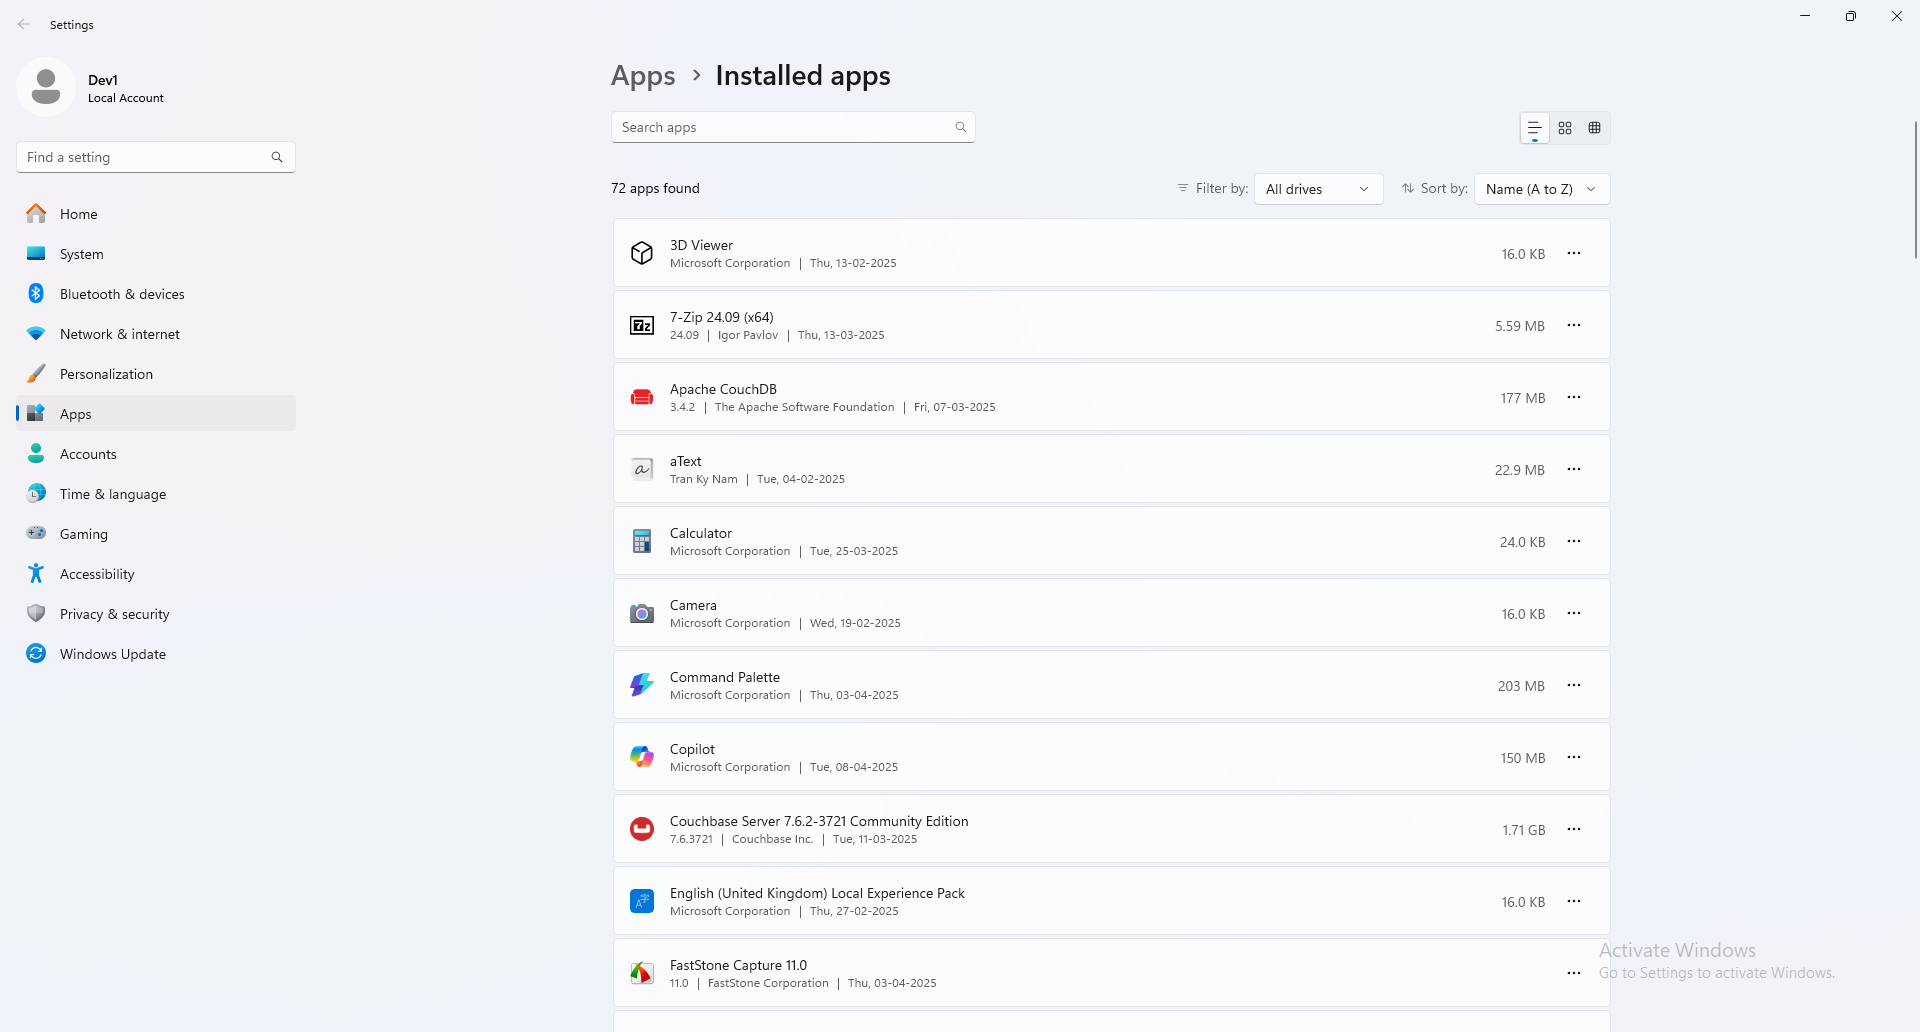 Settings
Dev1
Local Account
Find a setting
Home
System
Bluetooth & devices
Network & internet
Personalization
Apps
Accounts
Time & language
Gaming
Accessibility
Privacy & security
Windows Update
Apps > Installed apps
Search apps
72 apps found
Filter by: All drives
Sort by: Name (A to Z)
3D Viewer
Microsoft Corporation | Thu, 13-02-2025
16.0 KB
7-Zip 24.09 (x64)
24.09 | Igor Pavlov | Thu, 13-03-2025
5.59 MB
Apache CouchDB
3.4.2 | The Apache Software Foundation | Fri, 07-03-2025
177 MB
aText
Tran Ky Nam | Tue, 04-02-2025
22.9 MB
Calculator
Microsoft Corporation | Tue, 25-03-2025
24.0 KB
Camera
Microsoft Corporation | Wed, 19-02-2025
16.0 KB
Command Palette
Microsoft Corporation | Thu, 03-04-2025
203 MB
Copilot
Microsoft Corporation | Tue, 08-04-2025
150 MB
Couchbase Server 7.6.2-3721 Community Edition
7.6.3721 | Couchbase Inc. | Tue, 11-03-2025
1.71 GB
English (United Kingdom) Local Experience Pack
Microsoft Corporation | Thu, 27-02-2025
16.0 KB
FastStone Capture 11.0
11.0 | FastStone Corporation | Thu, 03-04-2025
Activate Windows
Go to Settings to activate Windows.